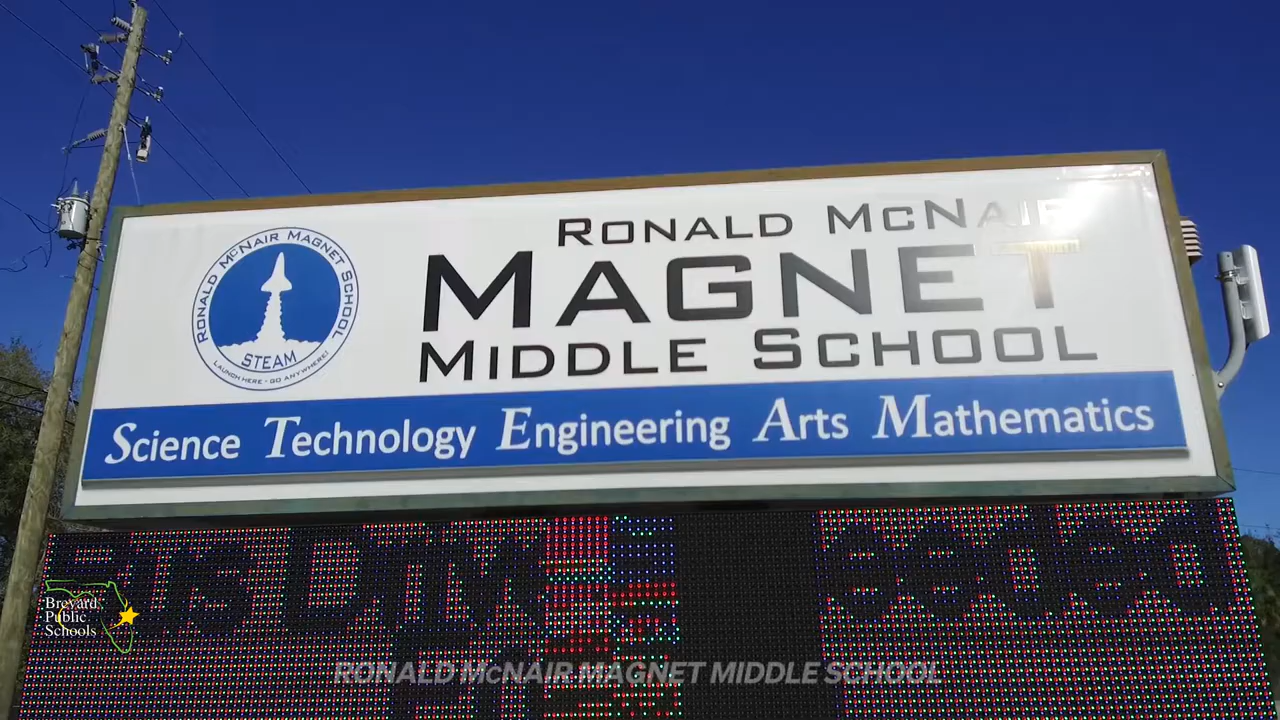 RONALD MCNAIR MAGNET SCHOOL
STEAM
LAUNCH HERE - GO ANYWHERE!
RONALD MCNAIR
MAGNET
MIDDLE SCHOOL
Science Technology Engineering Arts Mathematics
Brevard
Public
Schools
RONALD McNAIR MAGNET MIDDLE SCHOOL